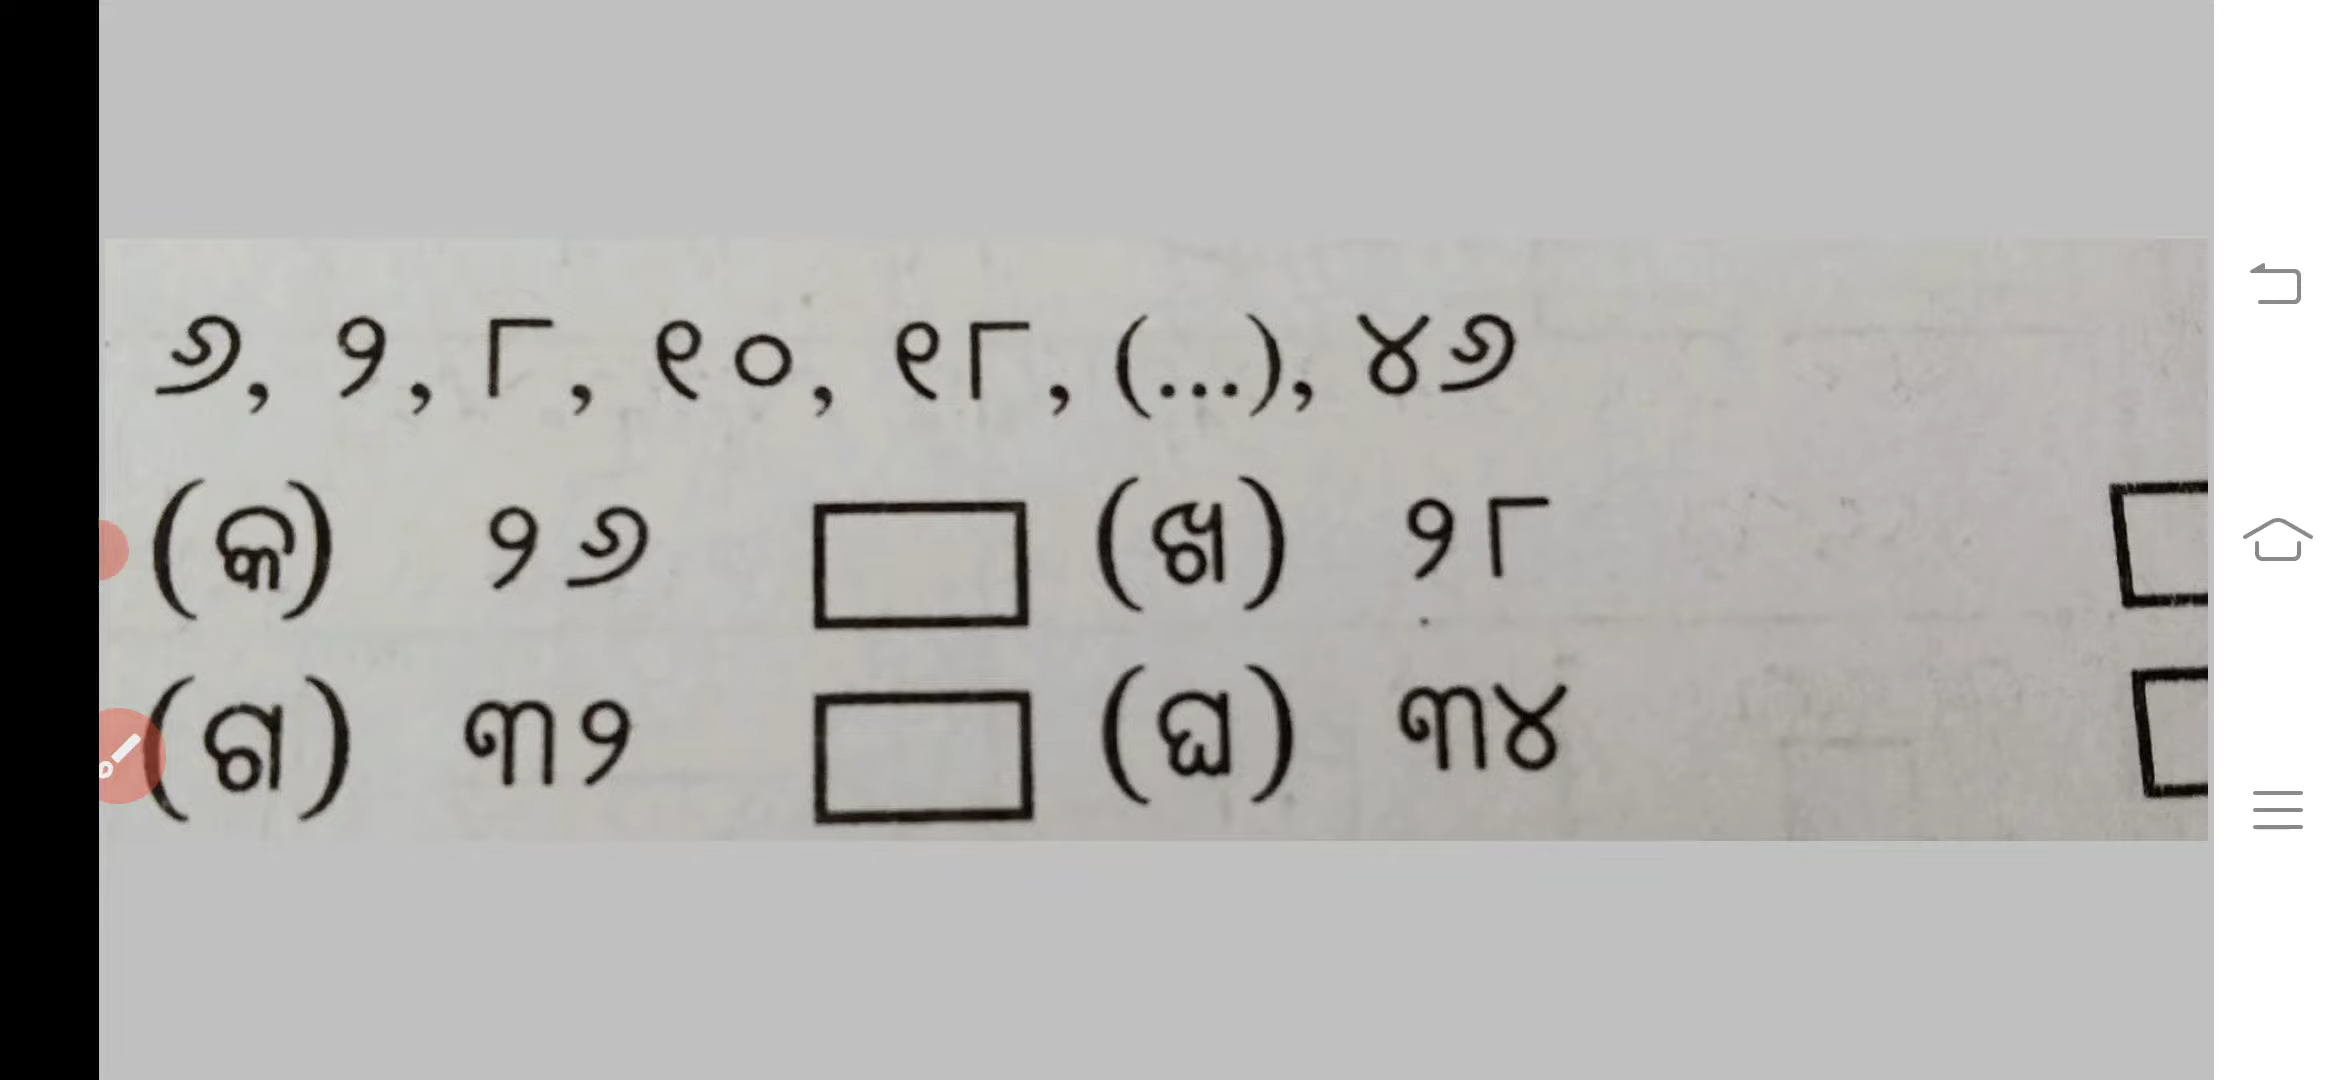 ୬, ୨, ୮, ୧୦, ୧୮, (...), ୪୬
(କ) ୨୬ (ଖ) ୨୮
(ଗ) ୩୨ (ଘ) ୩୪